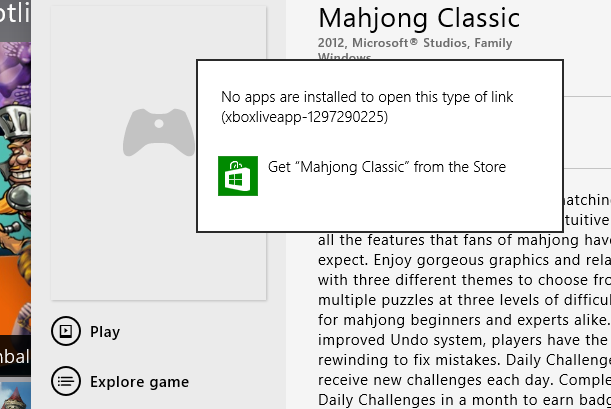 otli
Mahjong Classic
2012, Microsoft® Studios, Family
Windows
No apps are installed to open this type of link
(xboxliveapp-1297290225)
Get “Mahjong Classic” from the Store
all the features that fans of mahjong have
expect. Enjoy gorgeous graphics and rela
with three different themes to choose fro
multiple puzzles at three levels of difficul
for mahjong beginners and experts alike.
improved Undo system, players have the
rewinding to fix mistakes. Daily Challenge
receive new challenges each day. Comple
Daily Challenges in a month to earn badg
Play
Explore game
nbal